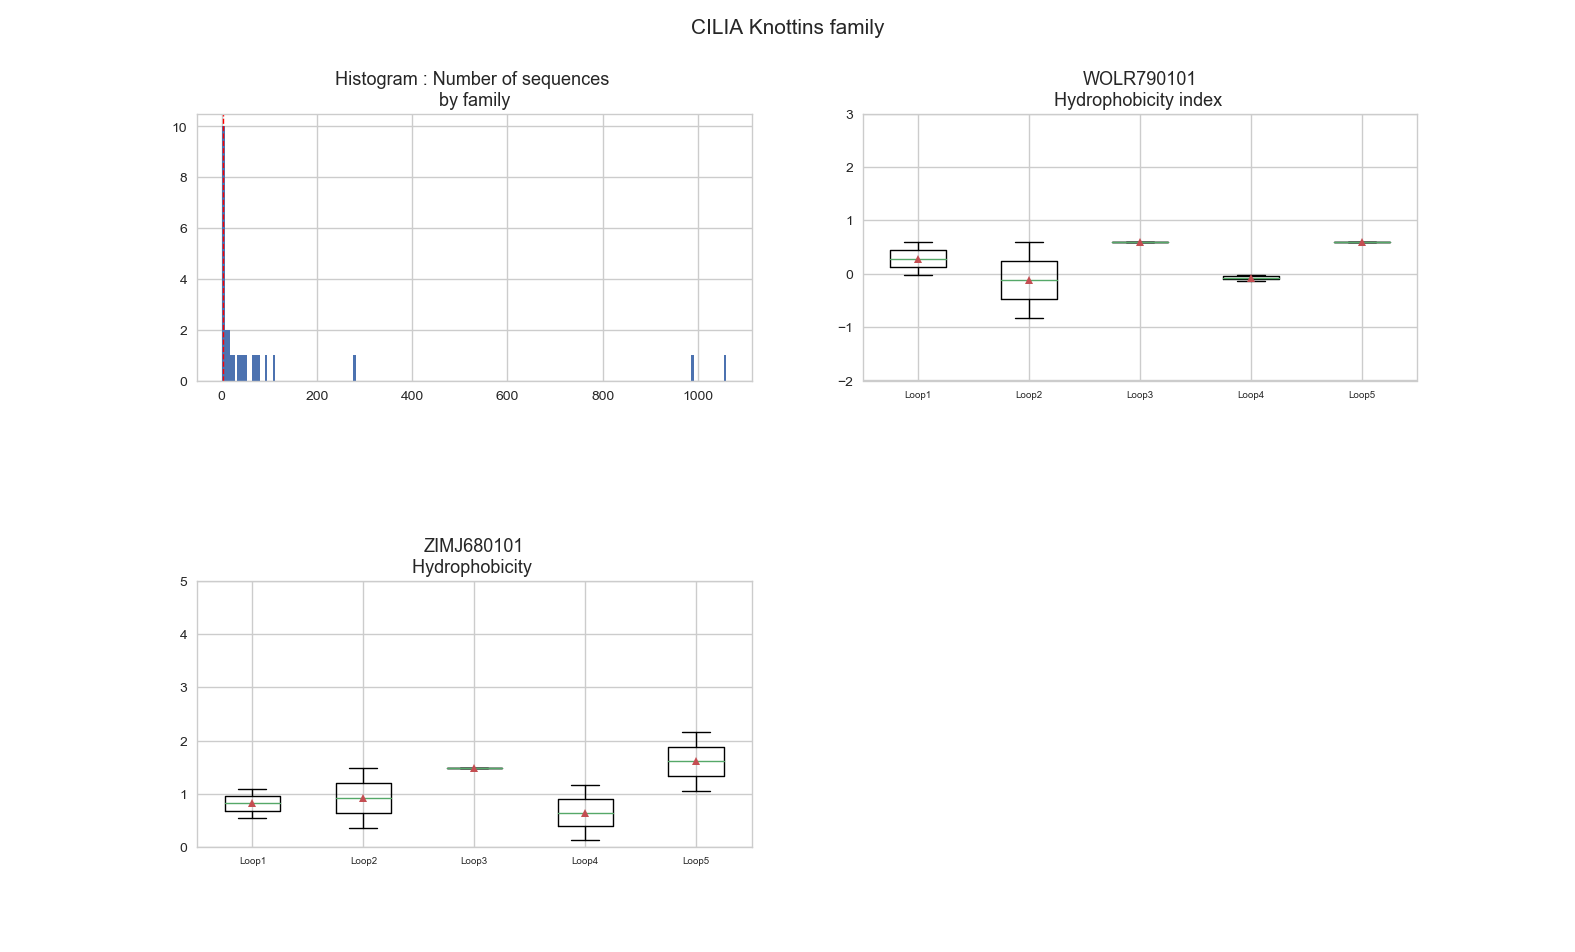 CILIA Knottins family
Histogram : Number of sequences
by family
10
8
6
4
2
0
0 200 400 600 800 1000
WOLR790101
Hydrophobicity index
3
2
1
0
−1
−2
Loop1 Loop2 Loop3 Loop4 Loop5
ZIMJ680101
Hydrophobicity
5
4
3
2
1
0
Loop1 Loop2 Loop3 Loop4 Loop5